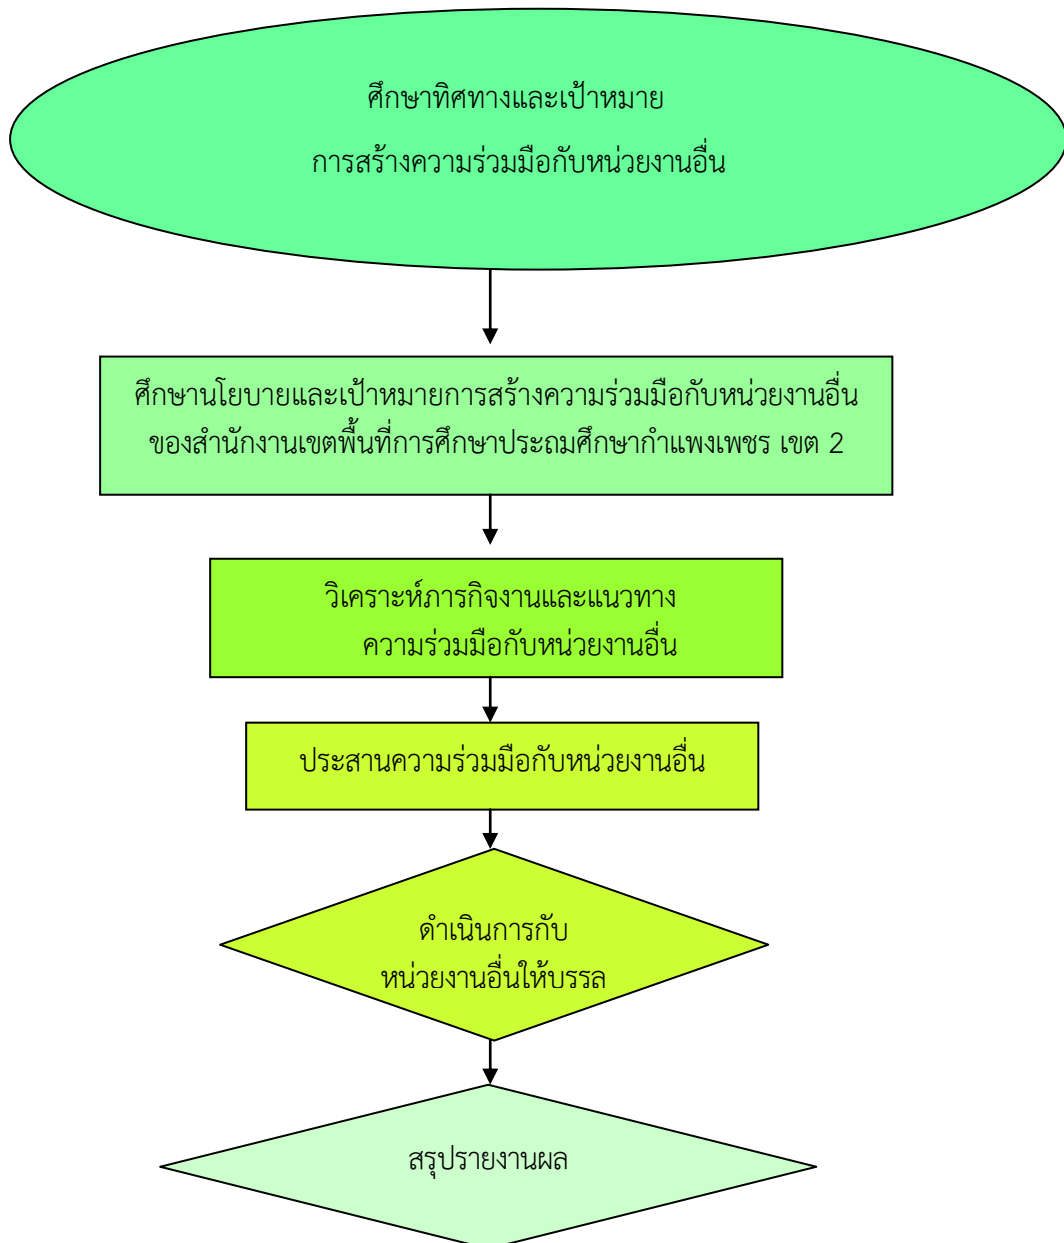 ศึกษาทิศทางและเป้าหมาย
การสร้างความร่วมมือกับหน่วยงานอื่น
ศึกษานโยบายและเป้าหมายการสร้างความร่วมมือกับหน่วยงานอื่น
ของสำนักงานเขตพื้นที่การศึกษาประถมศึกษากำแพงเพชร เขต 2
วิเคราะห์ภารกิจงานและแนวทาง
ความร่วมมือกับหน่วยงานอื่น
ประสานความร่วมมือกับหน่วยงานอื่น
ดำเนินการกับ
หน่วยงานอื่นให้บรรล
สรุปรายงานผล